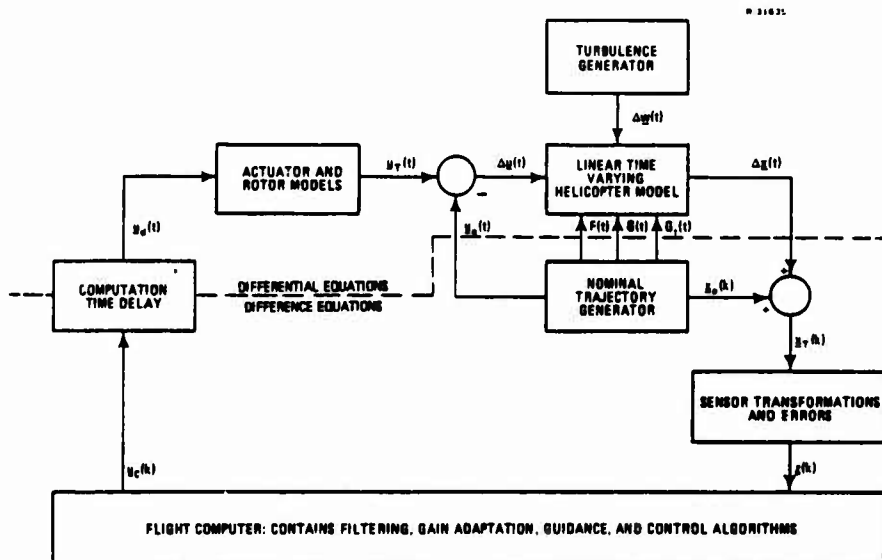 TURBULENCE
GENERATOR
Δw(t)
ACTUATOR AND
ROTOR MODELS
u_T(t)
Δu(t)
-
LINEAR TIME
VARYING
HELICOPTER MODEL
Δx(t)
u_d(t)
u_o(t)
F(t) G(t) G_1(t)
COMPUTATION
TIME DELAY
DIFFERENTIAL EQUATIONS
DIFFERENCE EQUATIONS
NOMINAL
TRAJECTORY
GENERATOR
x_o(k)
+
+
x_T(k)
SENSOR TRANSFORMATIONS
AND ERRORS
u_C(k)
z(k)
FLIGHT COMPUTER: CONTAINS FILTERING, GAIN ADAPTATION, GUIDANCE, AND CONTROL ALGORITHMS